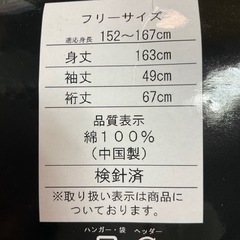 フリーサイズ
適応身長 152～167cm
身丈 163cm
袖丈 49cm
裄丈 67cm
品質表示
綿100%
(中国製)
検針済
※取り扱い表示は商品に
ついております。
ハンガー・袋 ヘッダー